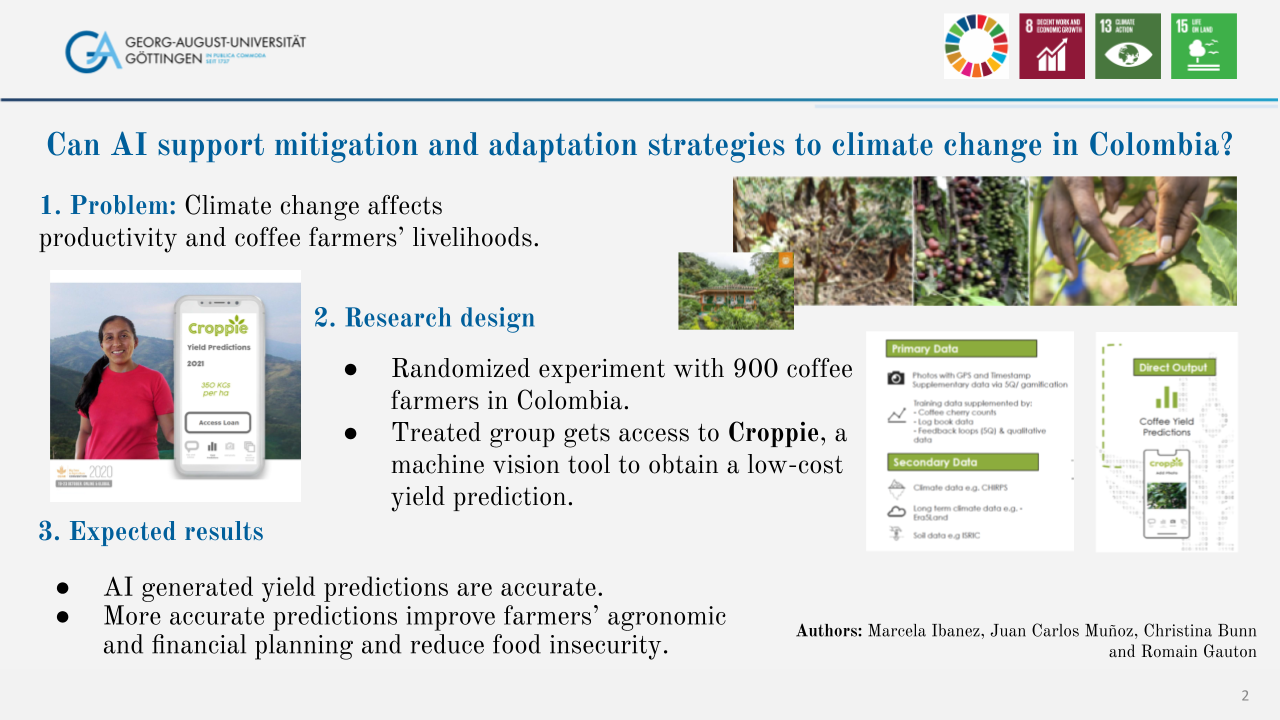 GEORG-AUGUST-UNIVERSITÄT
GÖTTINGEN IN PUBLICA COMMODA
SEIT 1737
8 DECENT WORK AND
ECONOMIC GROWTH
13 CLIMATE
ACTION
15 LIFE
ON LAND
Can AI support mitigation and adaptation strategies to climate change in Colombia?
1. Problem: Climate change affects
productivity and coffee farmers’ livelihoods.
Croppie
Yield Predictions
2021
350 KGs
per ha
Access Loan
2020
2. Research design
● Randomized experiment with 900 coffee
farmers in Colombia.
● Treated group gets access to Croppie, a
machine vision tool to obtain a low-cost
yield prediction.
Primary Data
Photos with GPS and Timestamp
Supplementary data via 5Q/ gamification
Training data supplemented by:
- Coffee cherry counts
- Log book data
- Feedback loops (5Q) & qualitative
data
Secondary Data
Climate data e.g. CHIRPS
Long term climate data e.g. -
Era5Land
Soil data e.g ISRIC
Direct Output
Coffee Yield
Predictions
croppie
3. Expected results
● AI generated yield predictions are accurate.
● More accurate predictions improve farmers’ agronomic
and financial planning and reduce food insecurity.
Authors: Marcela Ibanez, Juan Carlos Muñoz, Christina Bunn
and Romain Gauton
2